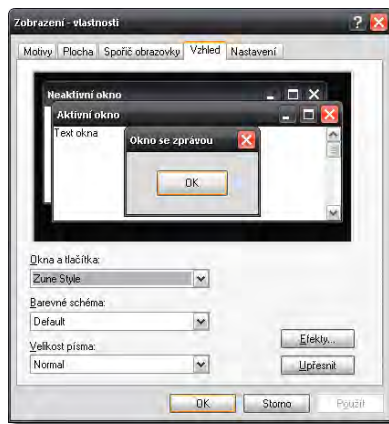 Zobrazení - vlastnosti
Motivy Plocha Spořič obrazovky Vzhled Nastavení
Neaktivní okno
Aktivní okno
Text okna
Okno se zprávou
OK
Okna a tlačítka:
Zune Style
Barevné schéma:
Default
Velikost písma:
Normal
Efekty...
Upřesnit
OK Storno Použít